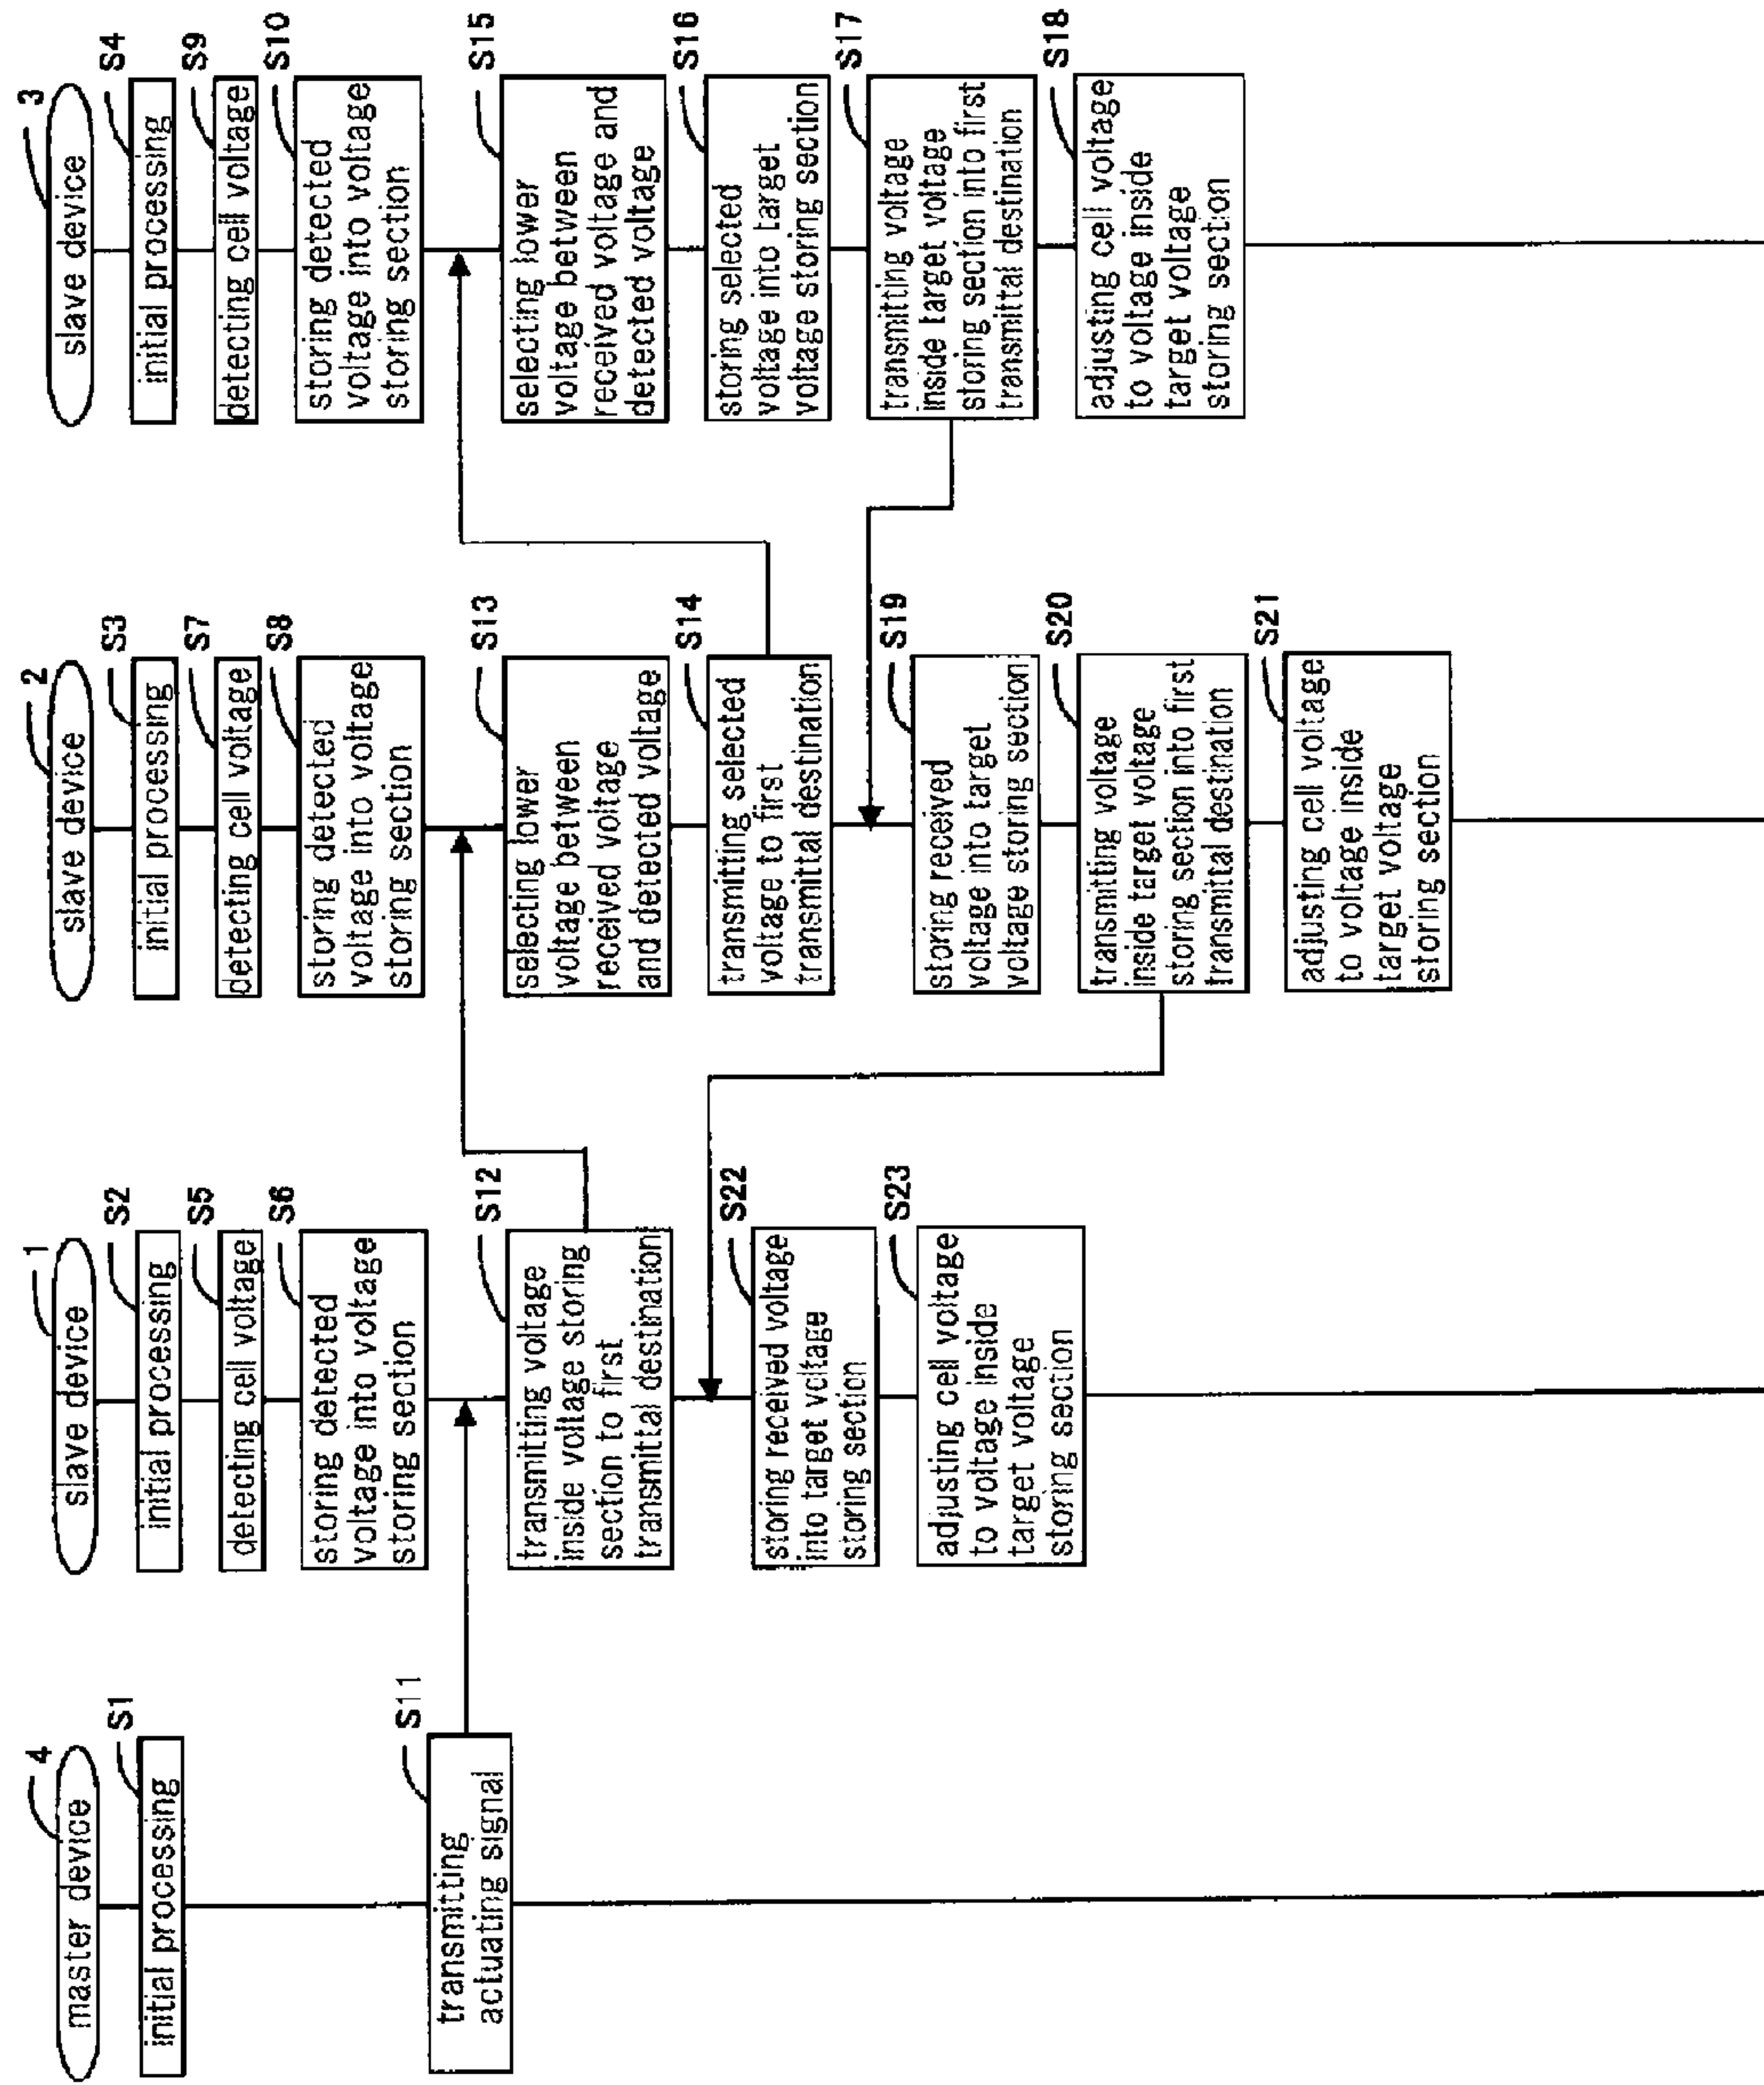 4
master device
S1
initial processing
S11
transmitting
actuating signal
1
slave device
S2
initial processing
S5
detecting cell voltage
S6
storing detected
voltage into voltage
storing section
S12
transmitting voltage
inside voltage storing
section to first
transmittal destination
S22
storing received voltage
into target voltage
storing section
S23
adjusting cell voltage
to voltage inside
target voltage
storing section
2
slave device
S3
initial processing
S7
detecting cell voltage
S8
storing detected
voltage into voltage
storing section
S13
selecting lower
voltage between
received voltage
and detected voltage
S14
transmitting selected
voltage to first
transmittal destination
S19
storing received
voltage into target
voltage storing section
S20
transmitting voltage
inside target voltage
storing section into first
transmittal destination
S21
adjusting cell voltage
to voltage inside
target voltage
storing section
3
slave device
S4
initial processing
S9
detecting cell voltage
S10
storing detected
voltage into voltage
storing section
S15
selecting lower
voltage between
received voltage and
detected voltage
S16
storing selected
voltage into target
voltage storing section
S17
transmitting voltage
inside target voltage
storing section into first
transmittal destination
S18
adjusting cell voltage
to voltage inside
target voltage
storing section